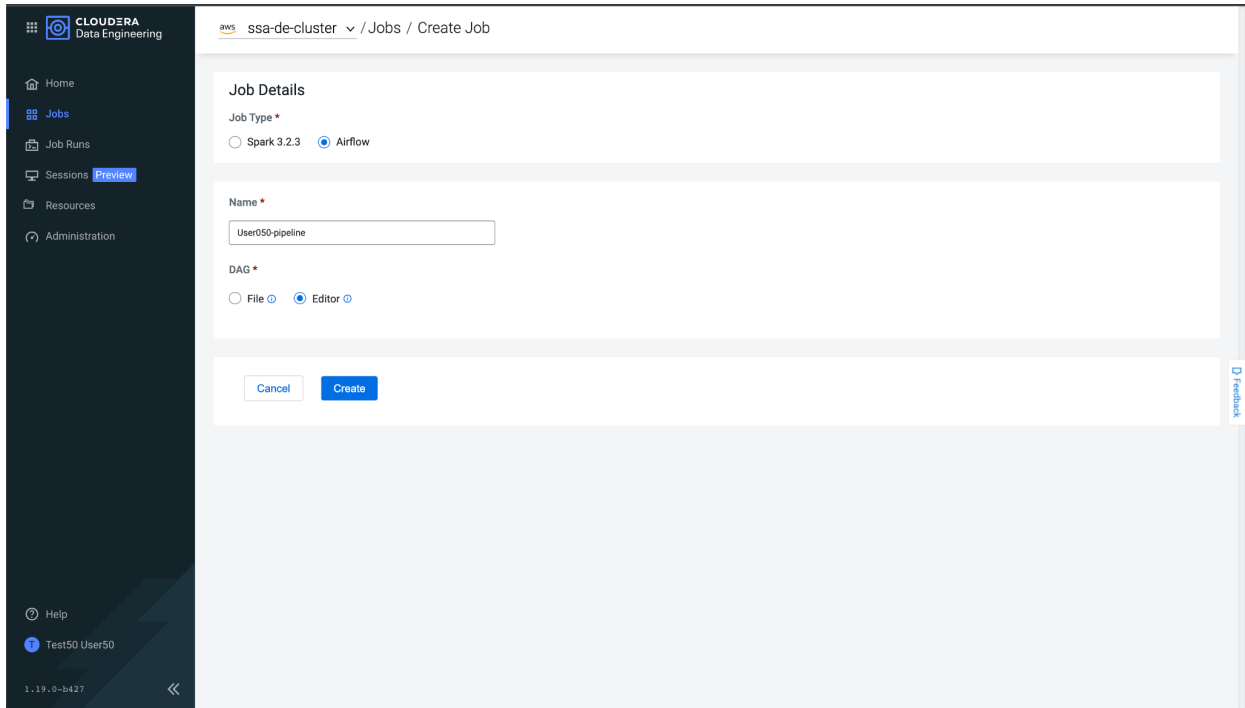 CLOUDERA
Data Engineering
aws ssa-de-cluster / Jobs / Create Job
Home
Jobs
Job Runs
Sessions Preview
Resources
Administration
Help
Test50 User50
T
1.19.0-b427
Job Details
Job Type *
Spark 3.2.3 Airflow
Name *
User050-pipeline
DAG *
File Editor
Cancel Create
Feedback